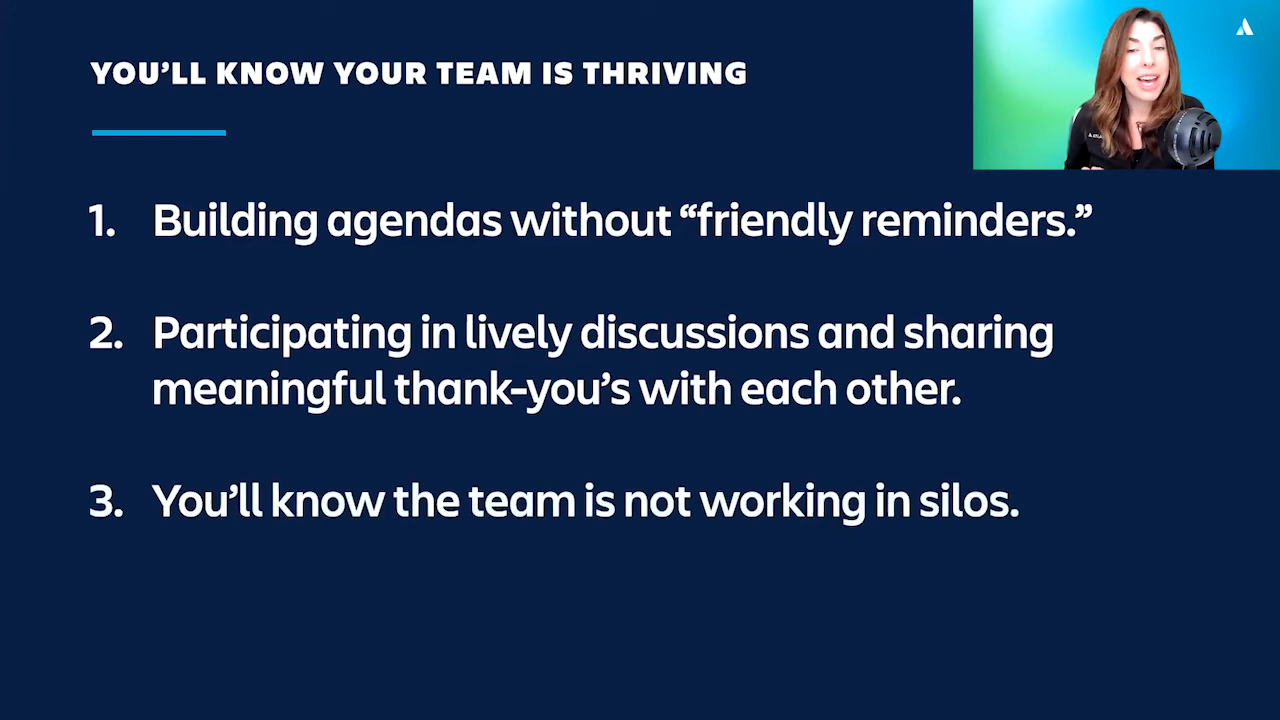 YOU’LL KNOW YOUR TEAM IS THRIVING
1. Building agendas without “friendly reminders.”
2. Participating in lively discussions and sharing
meaningful thank-you’s with each other.
3. You’ll know the team is not working in silos.